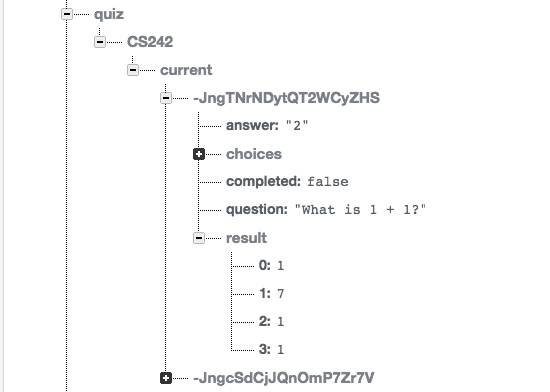 quiz
CS242
current
-JngTNrNDytQT2WCyZHS
answer: "2"
choices
completed: false
question: "What is 1 + 1?"
result
0: 1
1: 7
2: 1
3: 1
-JngcSdCjJQnOmP7Zr7V